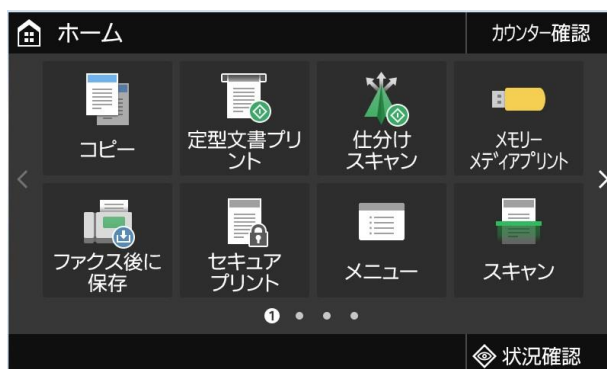 ホーム
カウンター確認
コピー
定型文書プリ
ント
仕分け
スキャン
メモリー
メディアプリント
ファクス後に
保存
セキュア
プリント
メニュー
スキャン
1
状況確認